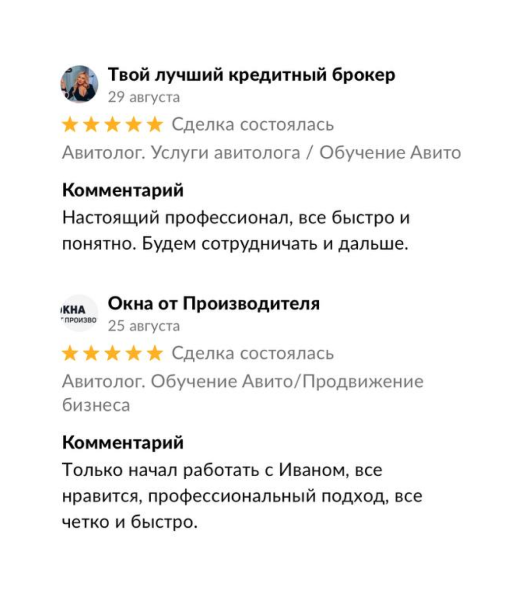 Твой лучший кредитный брокер
29 августа
Сделка состоялась
Авитолог. Услуги авитолога / Обучение Авито
Комментарий
Настоящий профессионал, все быстро и
понятно. Будем сотрудничать и дальше.
ОКНА
ПРОИЗВО
Окна от Производителя
25 августа
Сделка состоялась
Авитолог. Обучение Авито/Продвижение
бизнеса
Комментарий
Только начал работать с Иваном, все
нравится, профессиональный подход, все
четко и быстро.